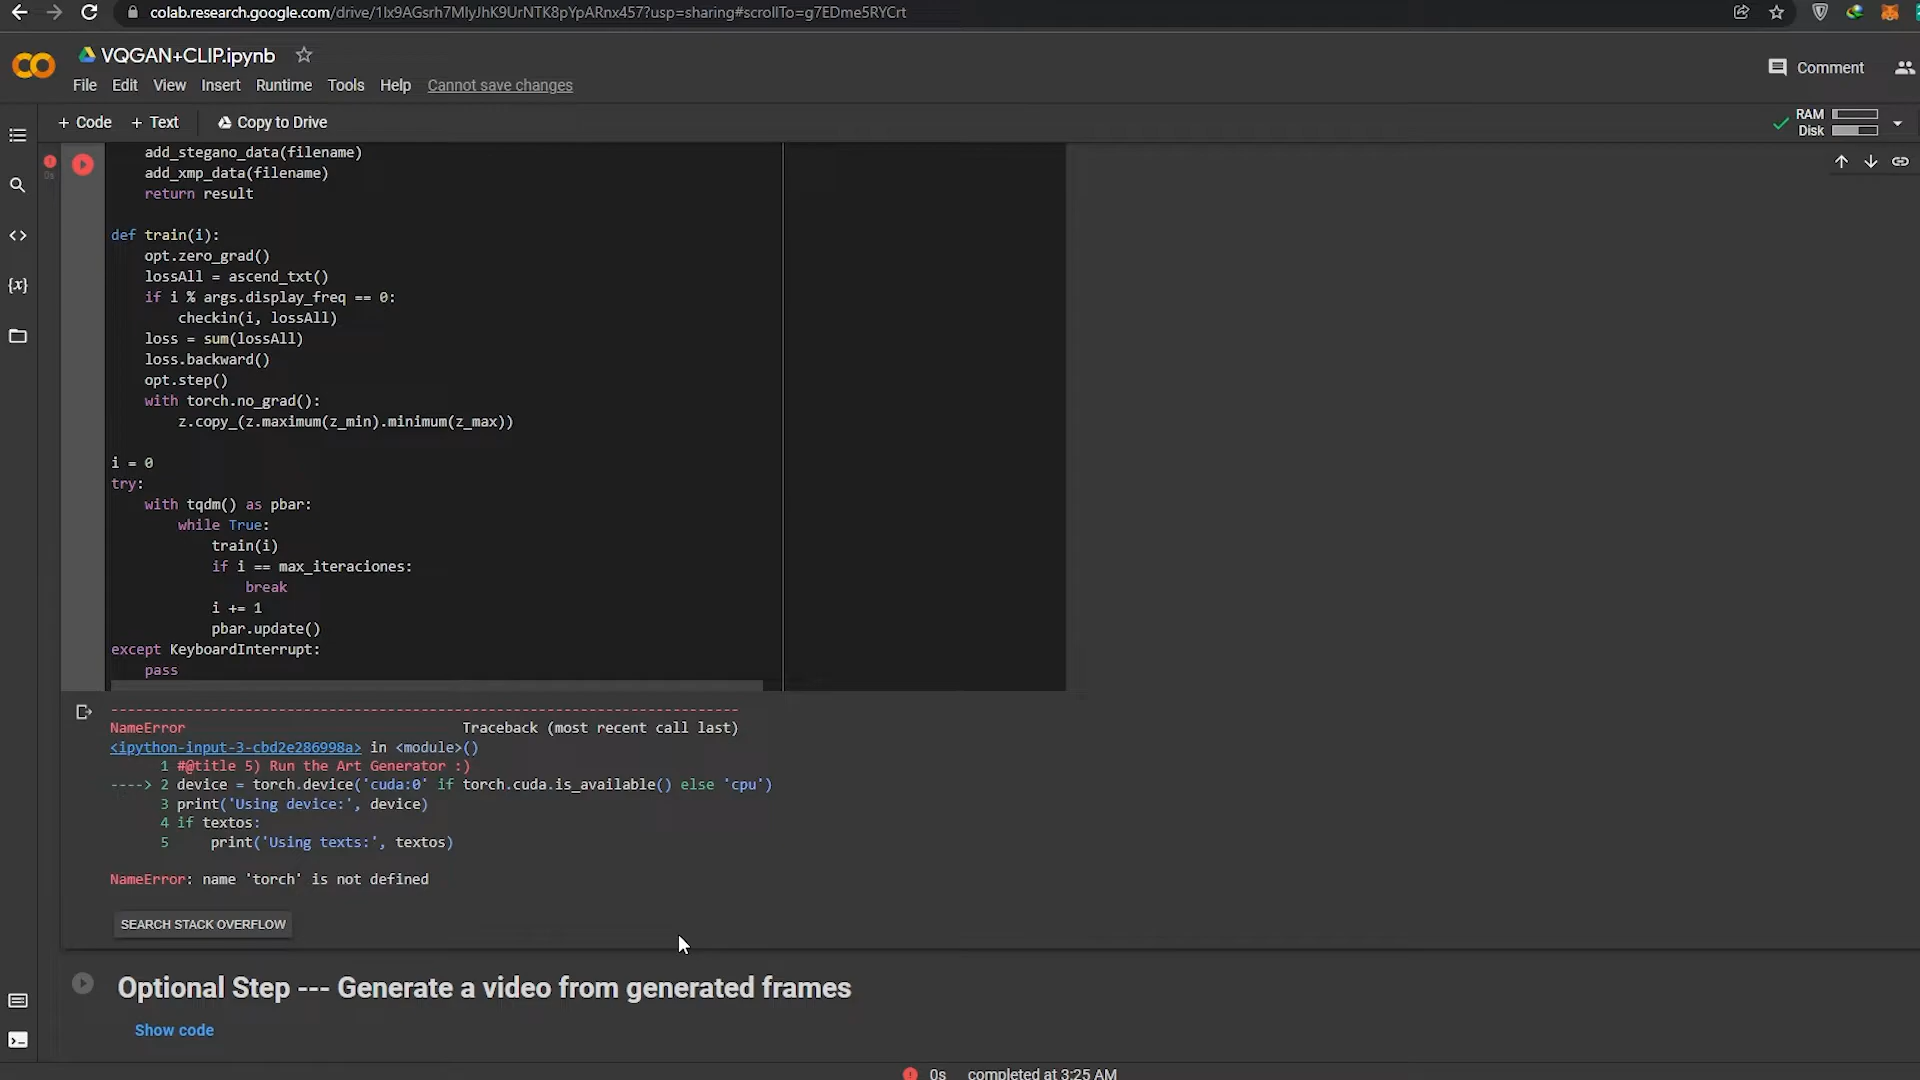 colab.research.google.com/drive/1lx9AGsrh7MlyJhK9UrNTK8pYpARnx457?usp=sharing#scrollTo=g7EDme5RYCrt
VQGAN+CLIP.ipynb
Comment
File Edit View Insert Runtime Tools Help Cannot save changes
+ Code + Text Copy to Drive
RAM
Disk
add_stegano_data(filename)
add_xmp_data(filename)
return result
def train(i):
opt.zero_grad()
lossAll = ascend_txt()
if i % args.display_freq == 0:
checkin(i, lossAll)
loss = sum(lossAll)
loss.backward()
opt.step()
with torch.no_grad():
z.copy_(z.maximum(z_min).minimum(z_max))
i = 0
try:
with tqdm() as pbar:
while True:
train(i)
if i == max_iteraciones:
break
i += 1
pbar.update()
except KeyboardInterrupt:
pass
---------------------------------------------------------------------------
NameError Traceback (most recent call last)
<ipython-input-3-cbd2e286998a> in <module>()
1 #@title 5) Run the Art Generator :)
----> 2 device = torch.device('cuda:0' if torch.cuda.is_available() else 'cpu')
3 print('Using device:', device)
4 if textos:
5 print('Using texts:', textos)
NameError: name 'torch' is not defined
SEARCH STACK OVERFLOW
Optional Step --- Generate a video from generated frames
Show code
0s completed at 3:25 AM